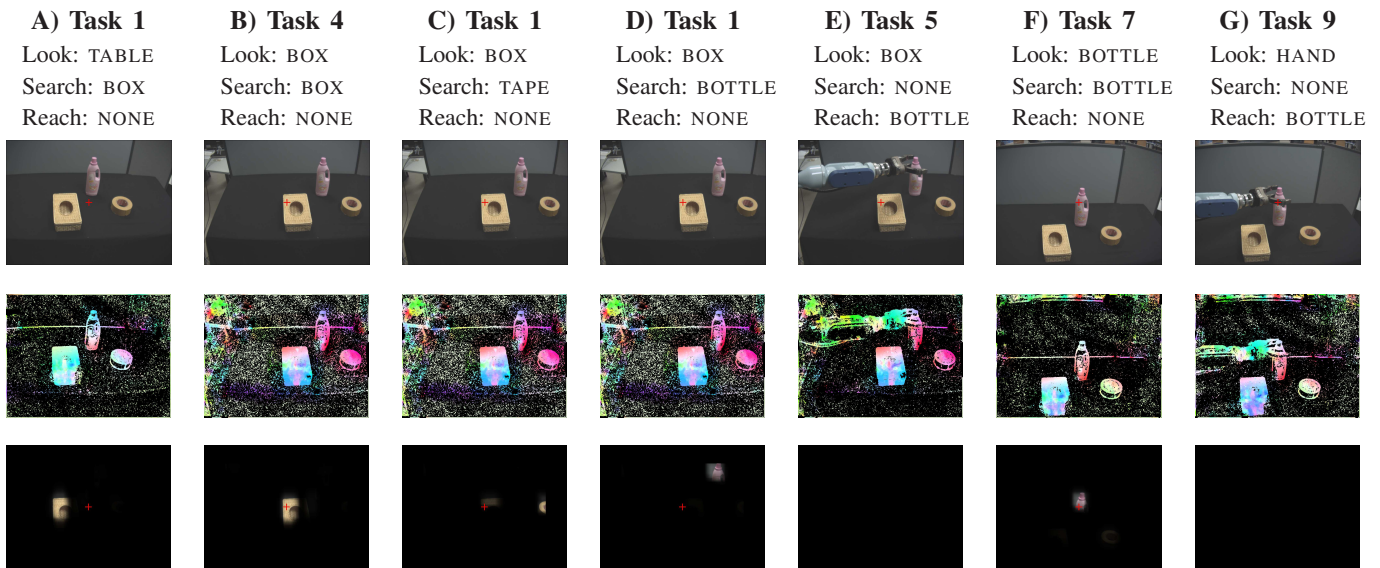 A) Task 1 B) Task 4 C) Task 1 D) Task 1 E) Task 5 F) Task 7 G) Task 9
Look: TABLE Look: BOX Look: BOX Look: BOX Look: BOX Look: BOTTLE Look: HAND
Search: BOX Search: BOX Search: TAPE Search: BOTTLE Search: NONE Search: BOTTLE Search: NONE
Reach: NONE Reach: NONE Reach: NONE Reach: NONE Reach: BOTTLE Reach: NONE Reach: BOTTLE